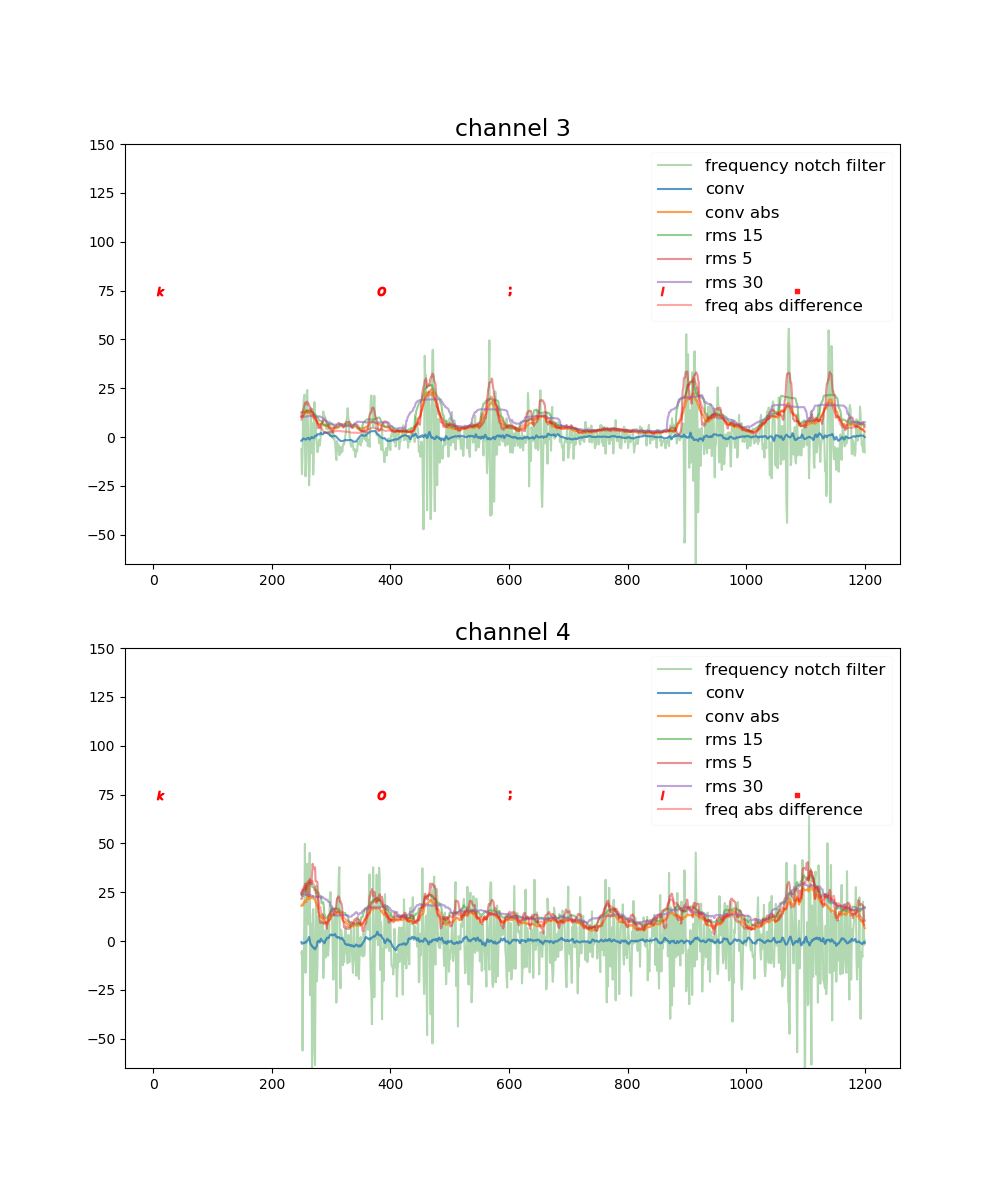 channel 3
150
125
100
75
50
25
0
−25
−50
frequency notch filter
conv
conv abs
rms 15
rms 5
rms 30
freq abs difference
k o ; l .
0 200 400 600 800 1000 1200
channel 4
150
125
100
75
50
25
0
−25
−50
frequency notch filter
conv
conv abs
rms 15
rms 5
rms 30
freq abs difference
k o ; l .
0 200 400 600 800 1000 1200